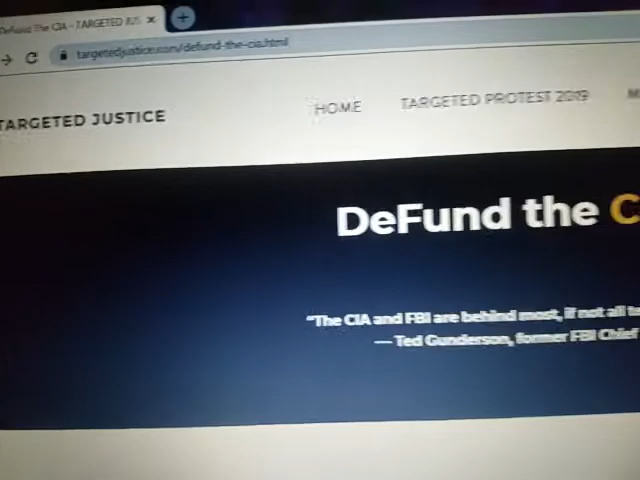 Defund The CIA - TARGETED JUS
targetedjustice.com/defund-the-cia.html
TARGETED JUSTICE
HOME
TARGETED PROTEST 2019
DeFund the C
"The CIA and FBI are behind most, if not all te
— Ted Gunderson, former FBI Chief